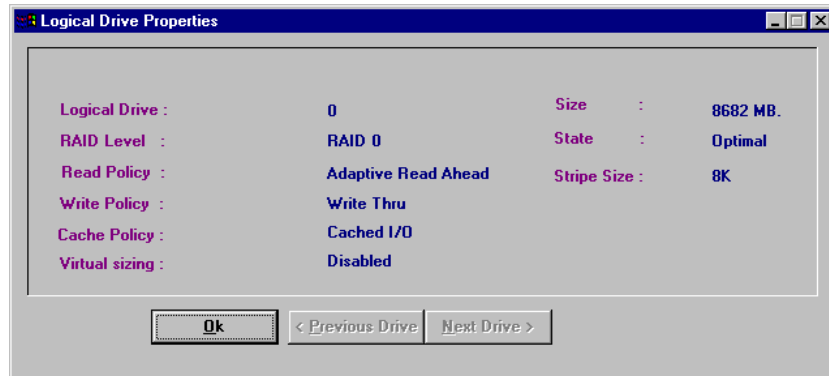 Logical Drive Properties
Logical Drive : 0 Size : 8682 MB.
RAID Level : RAID 0 State : Optimal
Read Policy : Adaptive Read Ahead Stripe Size : 8K
Write Policy : Write Thru
Cache Policy : Cached I/O
Virtual sizing : Disabled
Ok < Previous Drive Next Drive >